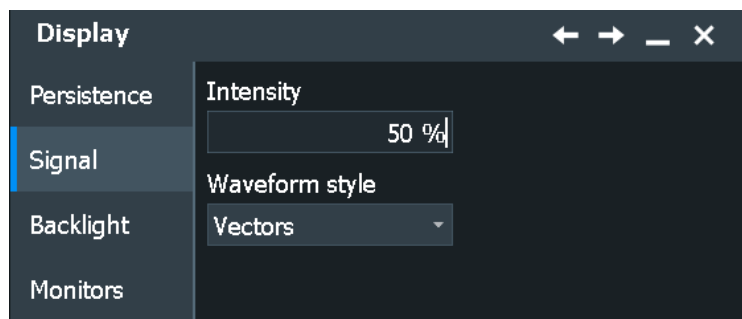 Display
Persistence
Signal
Backlight
Monitors
Intensity
50 %
Waveform style
Vectors